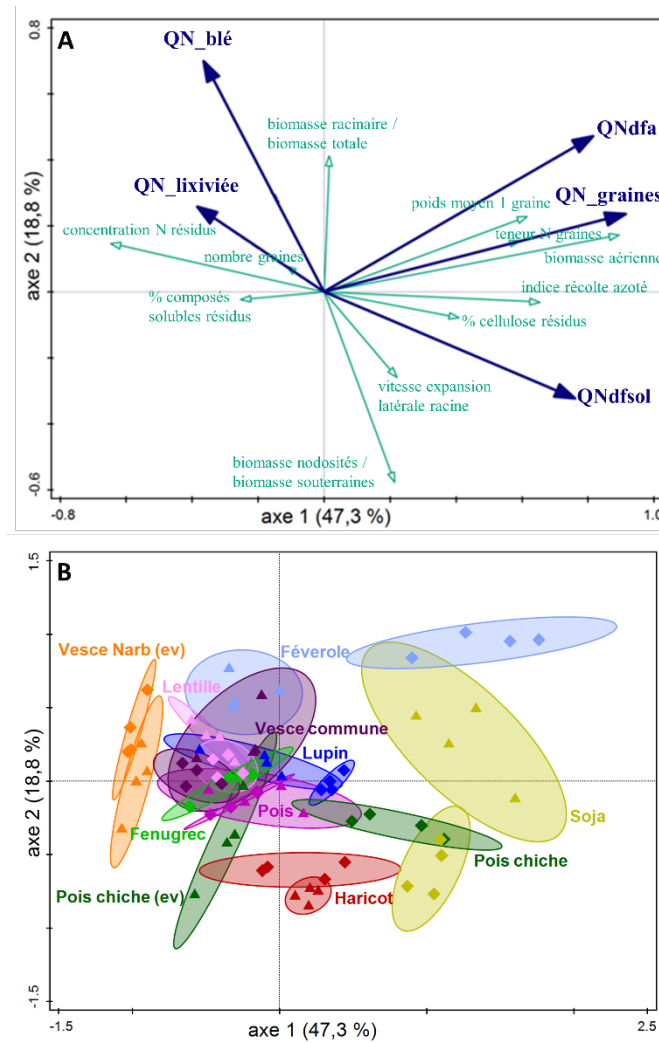 A
0.8
QN_blé
biomasse racinaire /
biomasse totale
QNdfa
QN_graines
QN_lixiviée
poids moyen 1 graine
concentration N résidus
teneur N graines
nombre graines
biomasse aérienne
indice récolte azoté
% composés
solubles résidus
% cellulose résidus
vitesse expansion
latérale racine
QNdfsol
biomasse nodosités /
biomasse souterraines
axe 2 (18,8 %)
-0.6
-0.8
axe 1 (47,3 %)
1.0
B
1.5
Vesce Narb (ev)
Féverole
Lentille
Vesce commune
Lupin
Pois
Soja
Fenugrec
Pois chiche
Pois chiche (ev)
Haricot
axe 2 (18,8 %)
-1.5
-1.5
axe 1 (47,3 %)
2.5